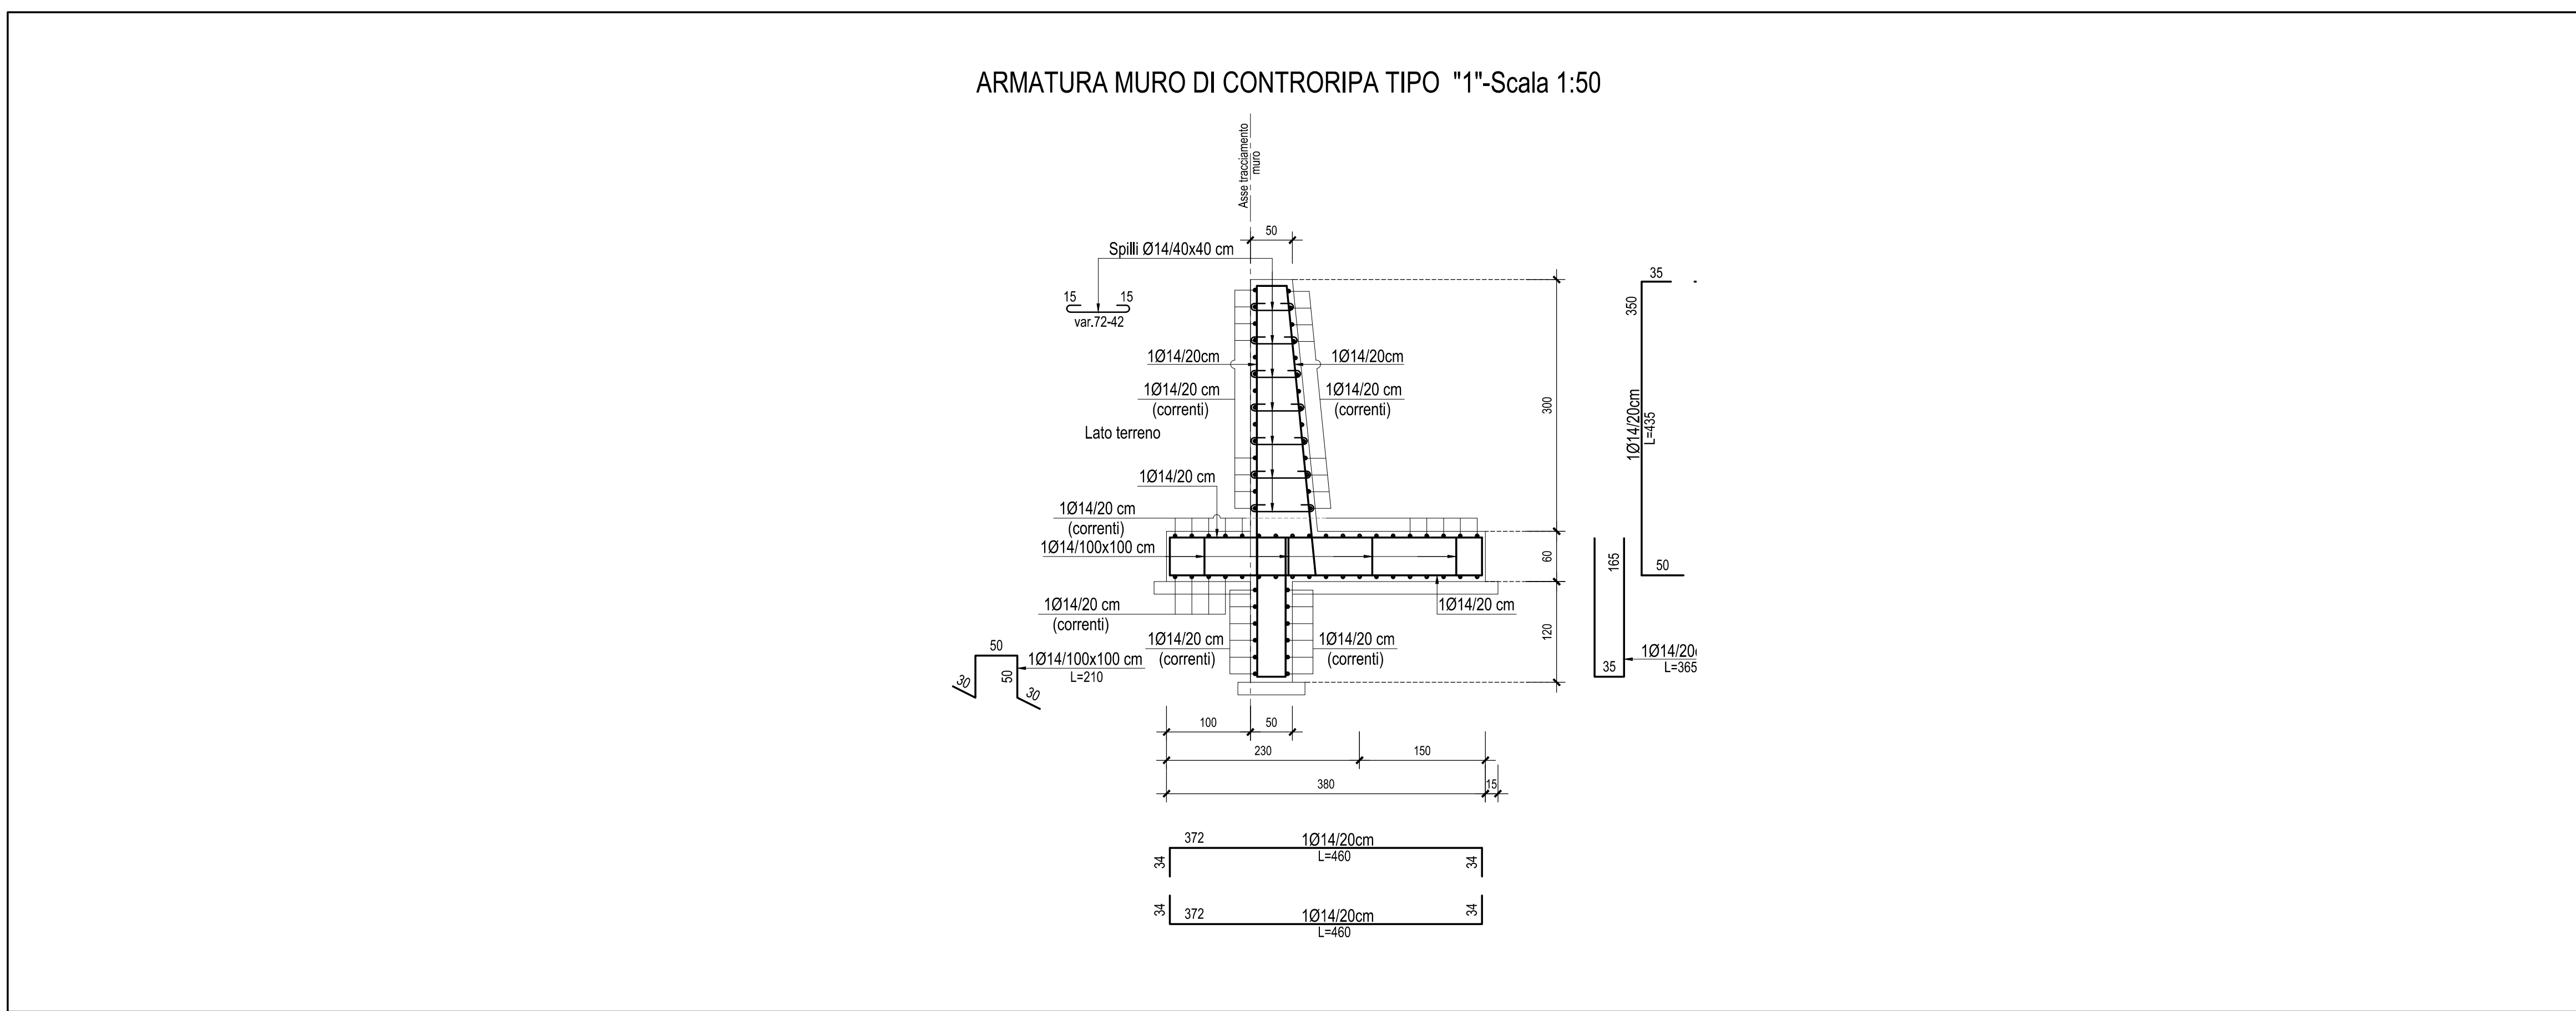 ARMATURA MURO DI CONTRORIPA TIPO "1"-Scala 1:50
Asse tracciamento
muro
50
Spilli Ø14/40x40 cm
15 15
var.72-42
1Ø14/20cm
1Ø14/20cm
1Ø14/20 cm
(correnti)
1Ø14/20 cm
(correnti)
Lato terreno
1Ø14/20 cm
1Ø14/20 cm
(correnti)
1Ø14/100x100 cm
1Ø14/20 cm
(correnti)
1Ø14/20 cm
1Ø14/20 cm
(correnti)
1Ø14/20 cm
(correnti)
300
60
120
35
350
1Ø14/20cm
L=435
50
165
35
1Ø14/20
L=365
50
1Ø14/100x100 cm
L=210
50
30
30
100
50
230
150
380
15
372
1Ø14/20cm
L=460
34
34
372
1Ø14/20cm
L=460
34
34